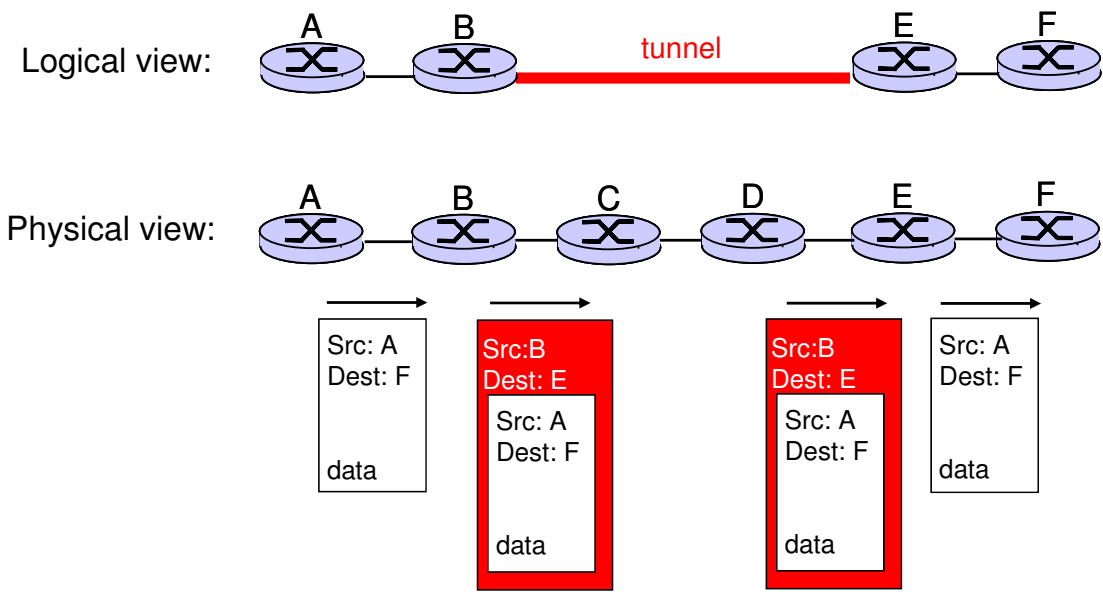 A B E F
Logical view: tunnel
A B C D E F
Physical view:
Src: A
Dest: F
data
Src:B
Dest: E
Src: A
Dest: F
data
Src:B
Dest: E
Src: A
Dest: F
data
Src: A
Dest: F
data